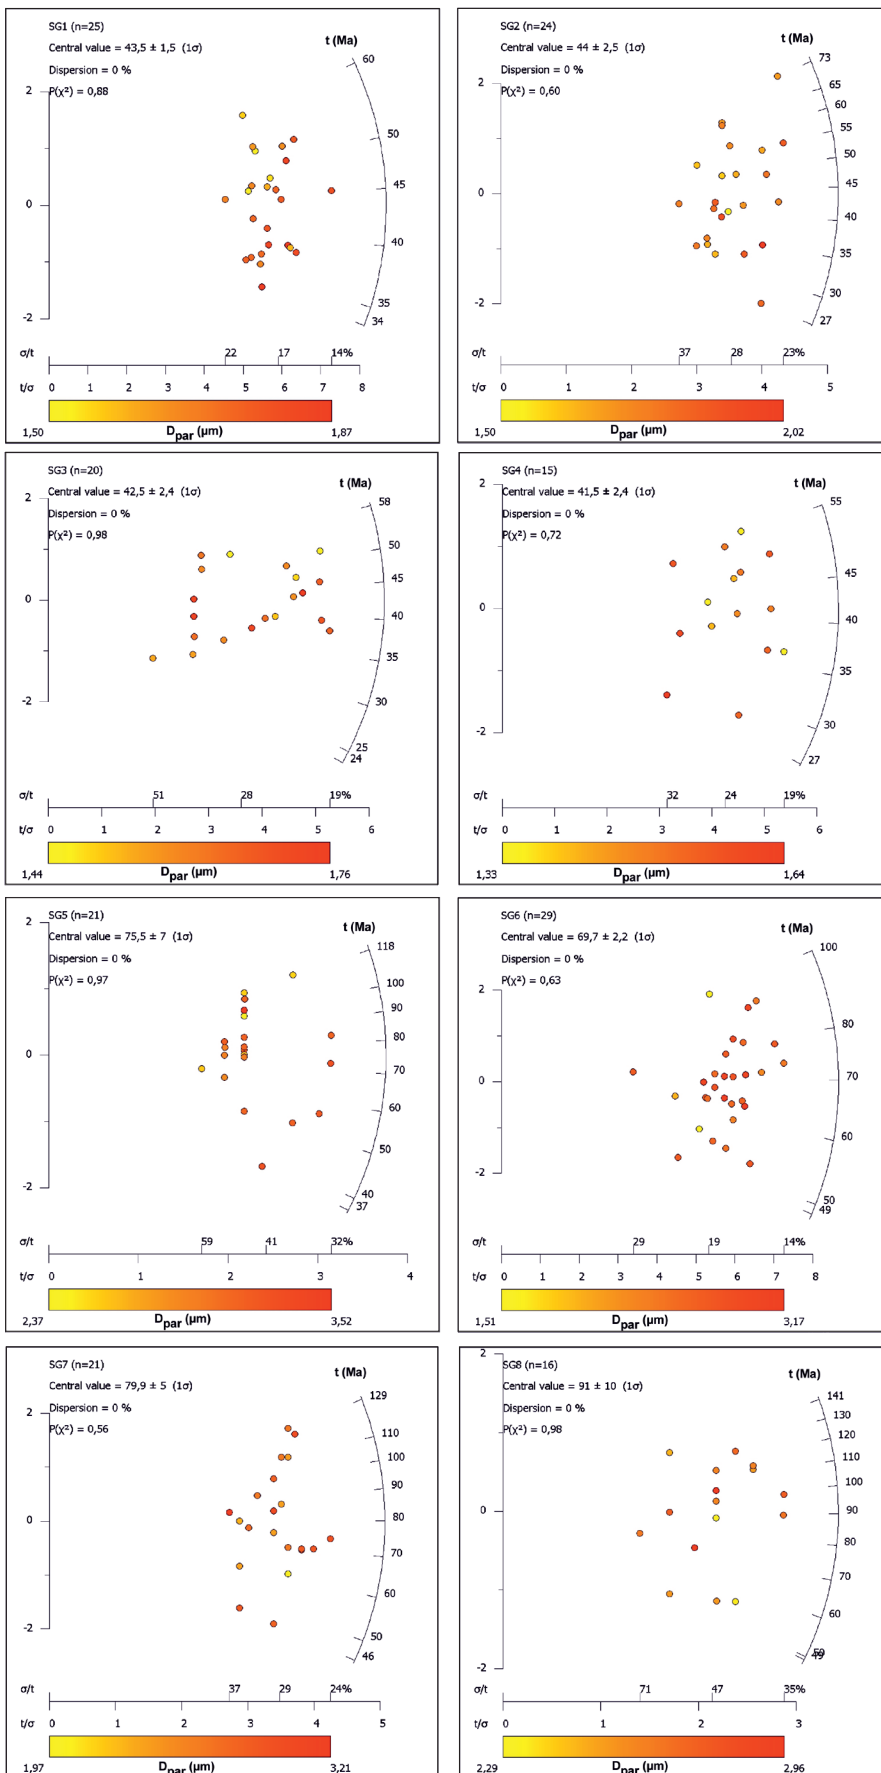 SG1 (n=25)
Central value = 43,5 ± 1,5 (1σ)
t (Ma)
Dispersion = 0 %
P(χ²) = 0,88
60
50
45
40
35
34
2
0
-2
σ/t
22
17
14%
t/σ
0
1
2
3
4
5
6
7
8
1,50
Dpar (µm)
1,87
SG2 (n=24)
Central value = 44 ± 2,5 (1σ)
t (Ma)
Dispersion = 0 %
P(χ²) = 0,60
73
65
60
55
50
45
40
35
30
27
2
0
-2
σ/t
37
28
23%
t/σ
0
1
2
3
4
5
1,50
Dpar (µm)
2,02
SG3 (n=20)
Central value = 42,5 ± 2,4 (1σ)
t (Ma)
Dispersion = 0 %
P(χ²) = 0,98
58
50
45
40
35
30
25
24
2
0
-2
σ/t
51
28
19%
t/σ
0
1
2
3
4
5
6
1,44
Dpar (µm)
1,76
SG4 (n=15)
Central value = 41,5 ± 2,4 (1σ)
t (Ma)
Dispersion = 0 %
P(χ²) = 0,72
55
45
40
35
30
27
2
0
-2
σ/t
32
24
19%
t/σ
0
1
2
3
4
5
6
1,33
Dpar (µm)
1,64
SG5 (n=21)
Central value = 75,5 ± 7 (1σ)
t (Ma)
Dispersion = 0 %
P(χ²) = 0,97
118
100
90
80
70
60
50
40
37
2
0
-2
σ/t
59
41
32%
t/σ
0
1
2
3
4
2,37
Dpar (µm)
3,52
SG6 (n=29)
Central value = 69,7 ± 2,2 (1σ)
t (Ma)
Dispersion = 0 %
P(χ²) = 0,63
100
80
70
60
50
49
2
0
-2
σ/t
29
19
14%
t/σ
0
1
2
3
4
5
6
7
8
1,51
Dpar (µm)
3,17
SG7 (n=21)
Central value = 79,9 ± 5 (1σ)
t (Ma)
Dispersion = 0 %
P(χ²) = 0,56
129
110
100
90
80
70
60
50
46
2
0
-2
σ/t
37
29
24%
t/σ
0
1
2
3
4
5
1,97
Dpar (µm)
3,21
SG8 (n=16)
Central value = 91 ± 10 (1σ)
t (Ma)
Dispersion = 0 %
P(χ²) = 0,98
141
130
120
110
100
90
80
70
60
49
2
0
-2
σ/t
71
47
35%
t/σ
0
1
2
3
2,29
Dpar (µm)
2,96